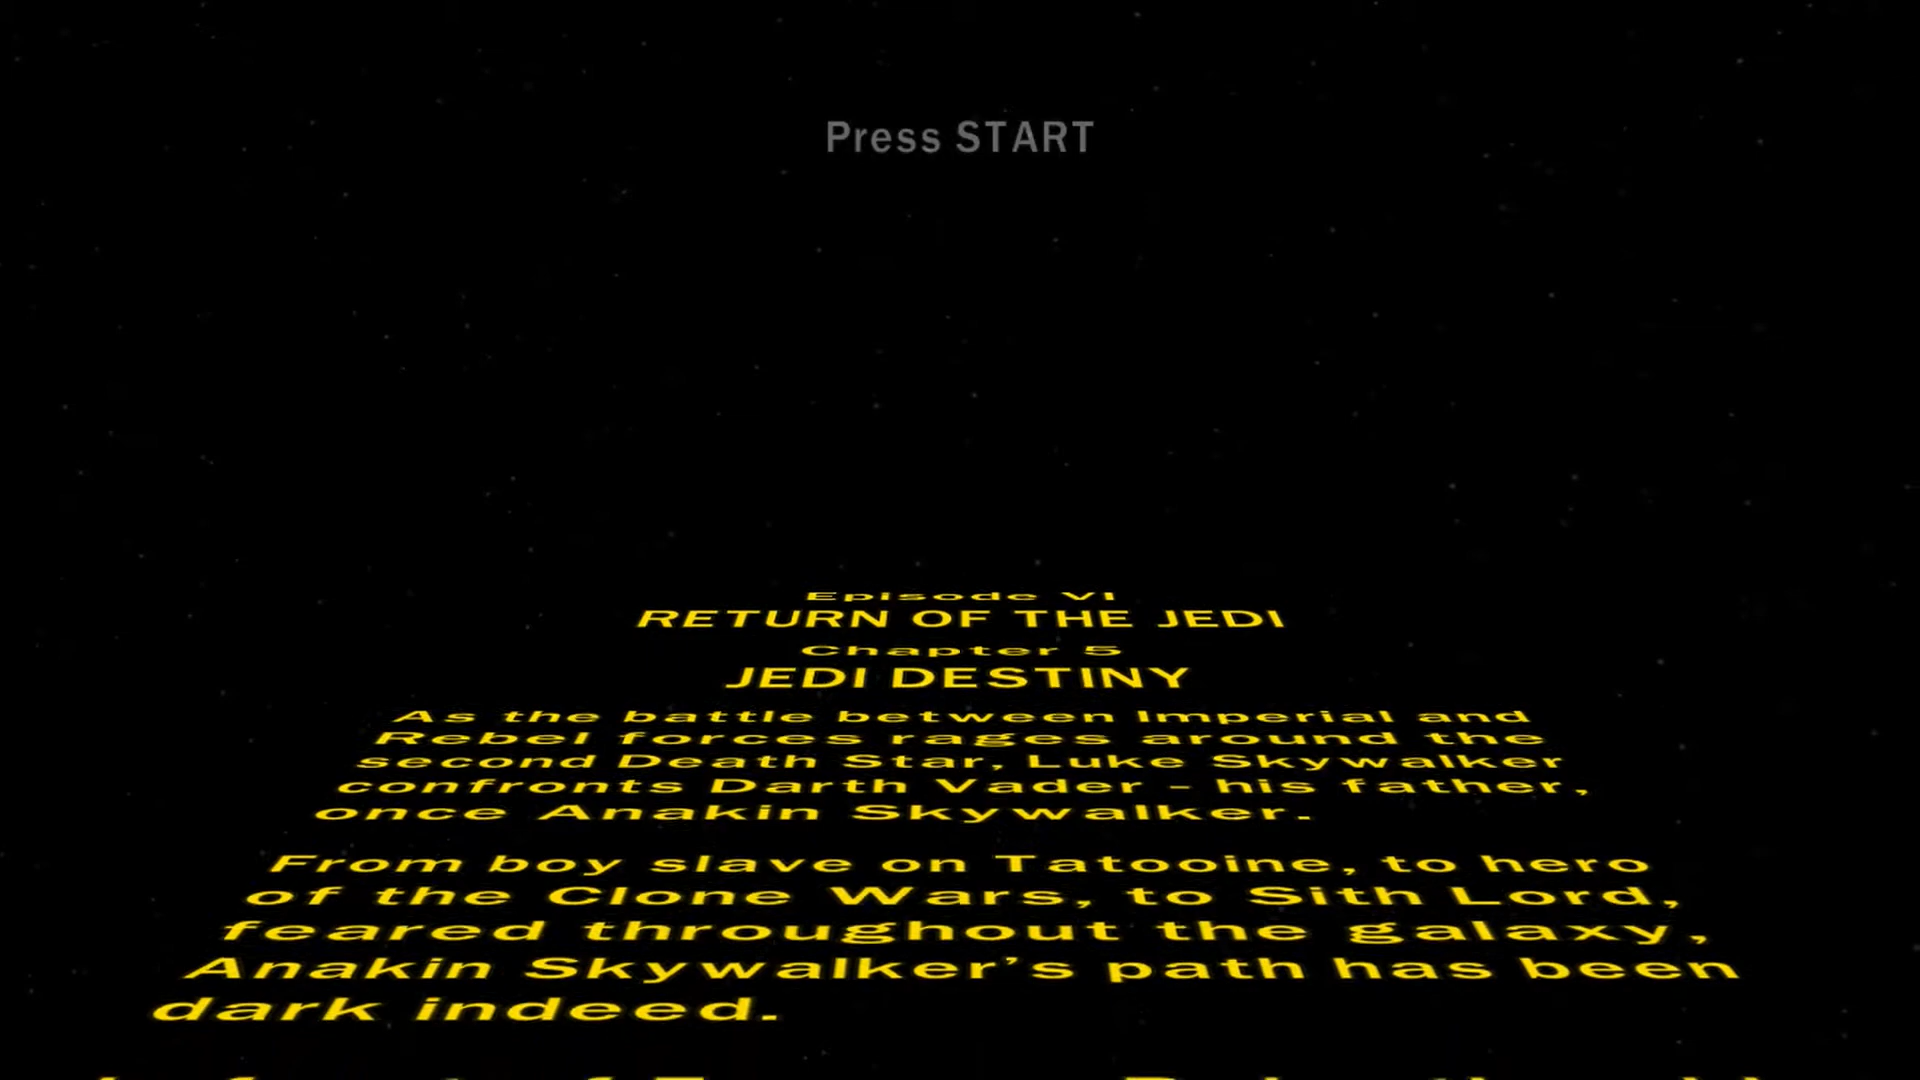 Press START
Episode VI
RETURN OF THE JEDI
Chapter 5
JEDI DESTINY
As the battle between Imperial and
Rebel forces rages around the
second Death Star, Luke Skywalker
confronts Darth Vader - his father,
once Anakin Skywalker.
From boy slave on Tatooine, to hero
of the Clone Wars, to Sith Lord,
feared throughout the galaxy,
Anakin Skywalker's path has been
dark indeed.